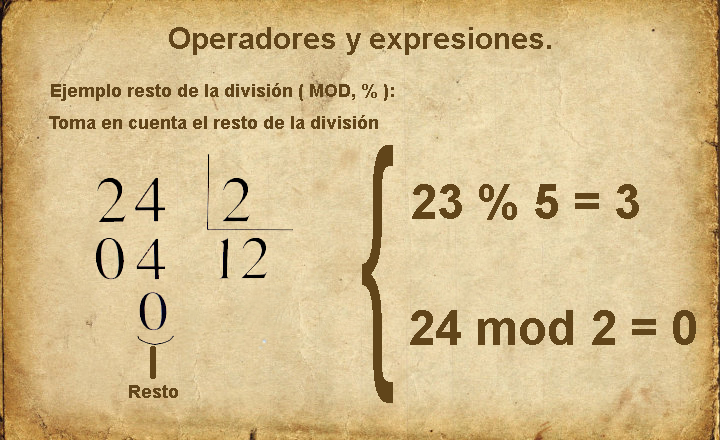 Operadores y expresiones.
Ejemplo resto de la división ( MOD, % ):
Toma en cuenta el resto de la división
24 2
04 12
0
Resto
23 % 5 = 3
24 mod 2 = 0